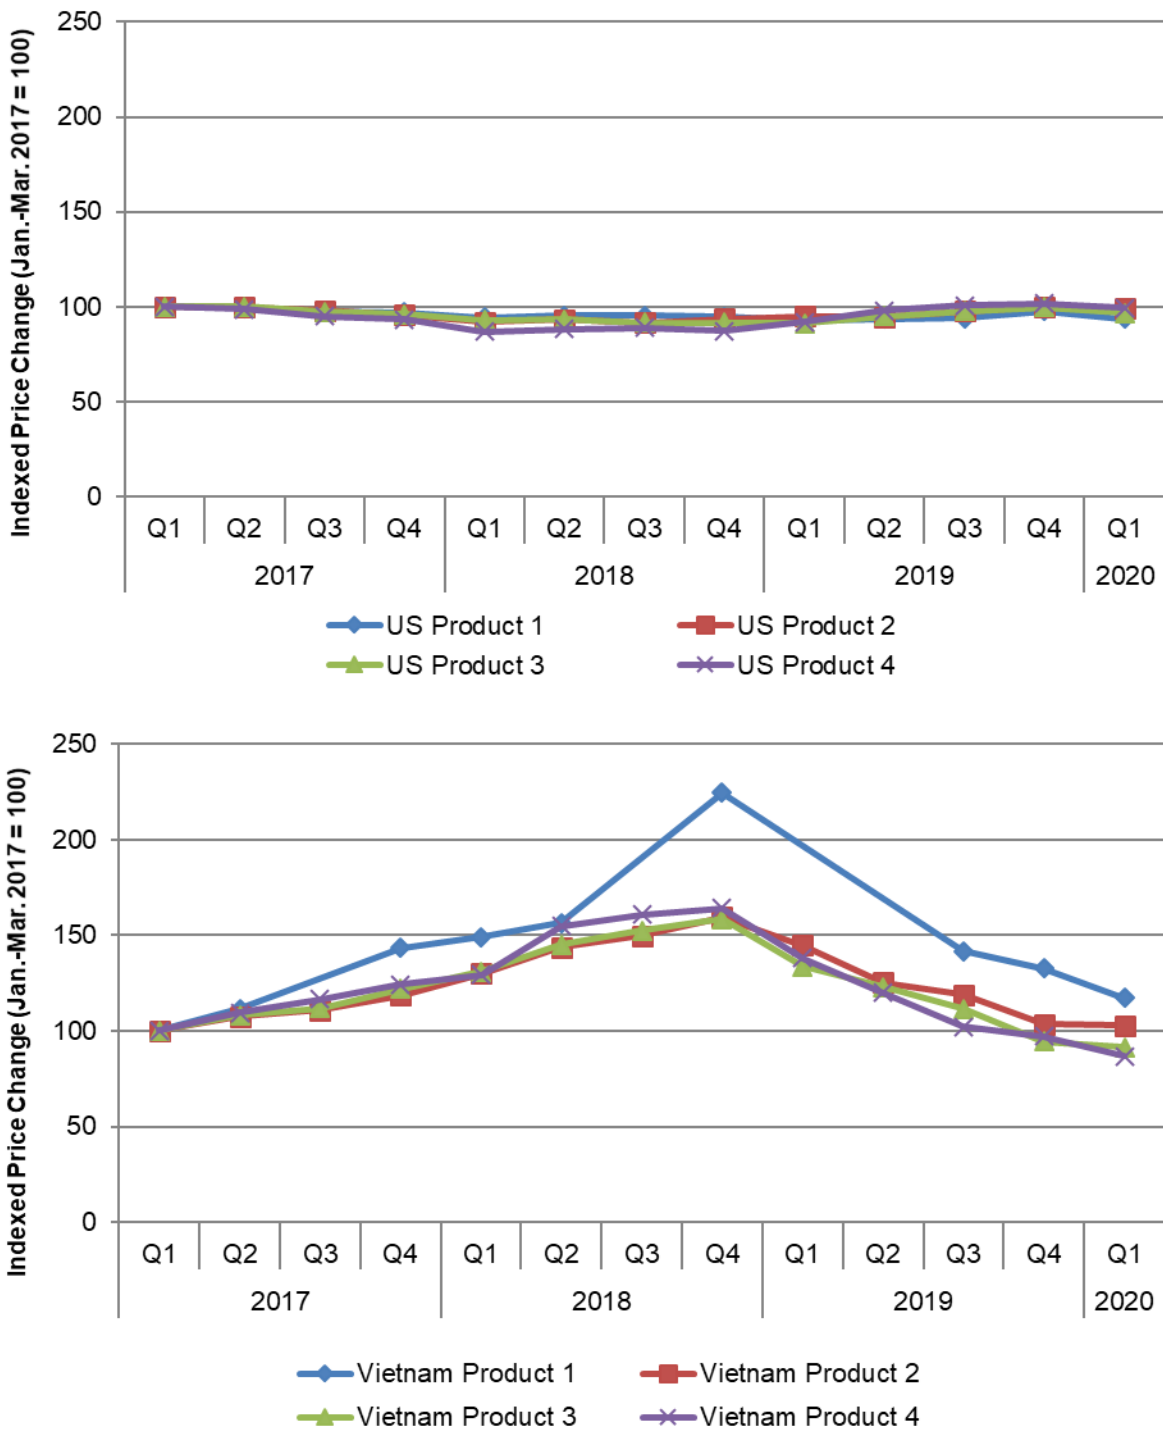 Indexed Price Change (Jan.-Mar. 2017 = 100)
250
200
150
100
50
0
Q1 Q2 Q3 Q4 Q1 Q2 Q3 Q4 Q1 Q2 Q3 Q4 Q1
2017 2018 2019 2020
US Product 1 US Product 2
US Product 3 US Product 4
Indexed Price Change (Jan.-Mar. 2017 = 100)
250
200
150
100
50
0
Q1 Q2 Q3 Q4 Q1 Q2 Q3 Q4 Q1 Q2 Q3 Q4 Q1
2017 2018 2019 2020
Vietnam Product 1 Vietnam Product 2
Vietnam Product 3 Vietnam Product 4